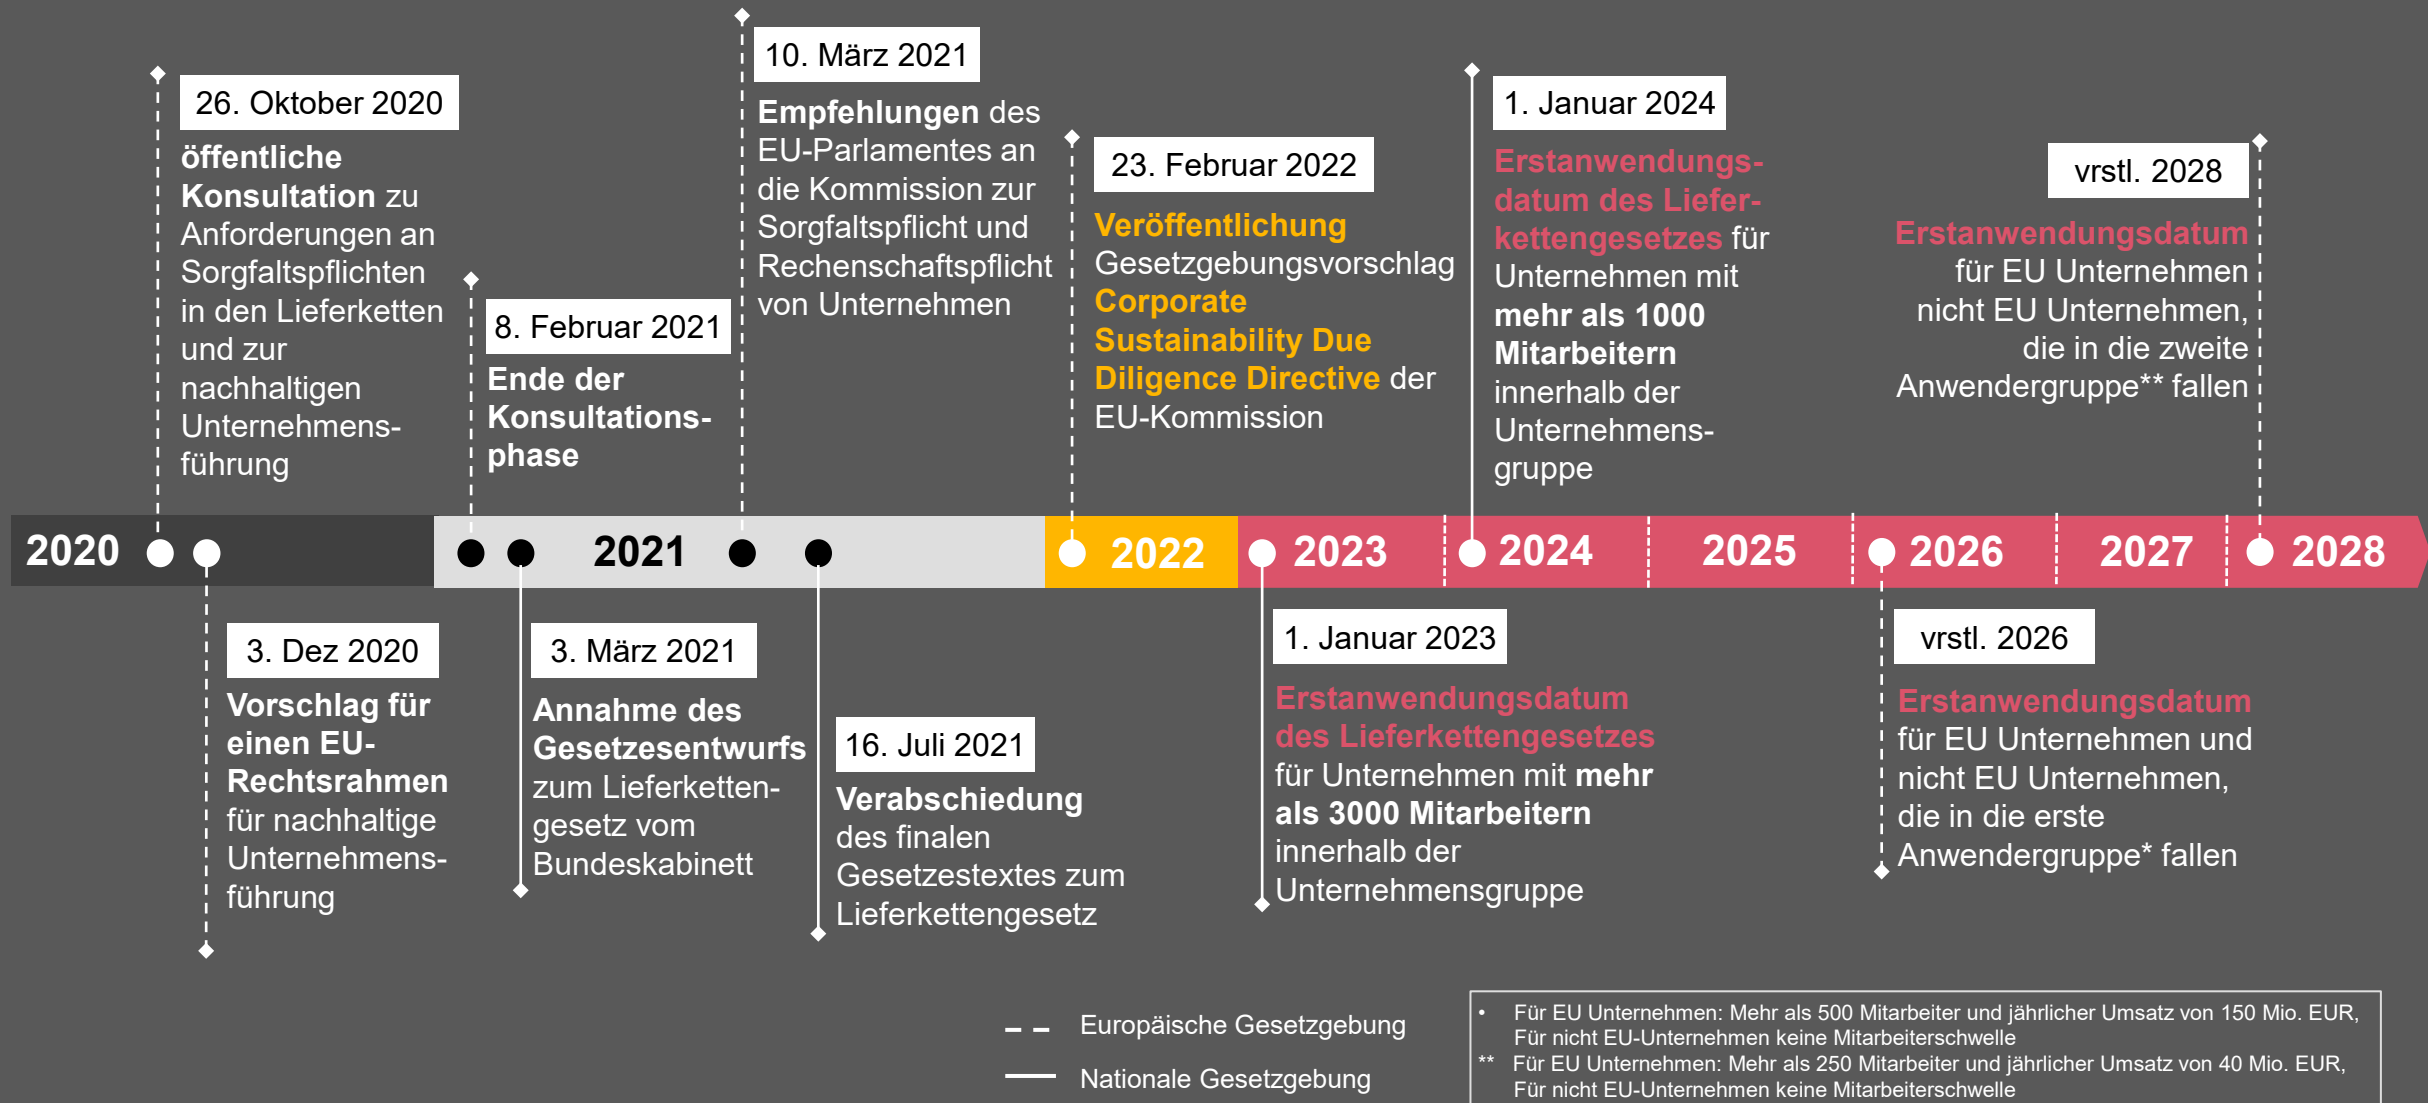 26. Oktober 2020
öffentliche
Konsultation zu
Anforderungen an
Sorgfaltspflichten
in den Lieferketten
und zur
nachhaltigen
Unternehmens-
führung
8. Februar 2021
Ende der
Konsultations-
phase
10. März 2021
Empfehlungen des
EU-Parlamentes an
die Kommission zur
Sorgfaltspflicht und
Rechenschaftspflicht
von Unternehmen
23. Februar 2022
Veröffentlichung
Gesetzgebungsvorschlag
Corporate
Sustainability Due
Diligence Directive der
EU-Kommission
1. Januar 2024
Erstanwendungs-
datum des Liefer-
kettengesetzes für
Unternehmen mit
mehr als 1000
Mitarbeitern
innerhalb der
Unternehmens-
gruppe
vrstl. 2028
Erstanwendungsdatum
für EU Unternehmen
nicht EU Unternehmen,
die in die zweite
Anwendergruppe** fallen
2020 2021 2022 2023 2024 2025 2026 2027 2028
3. Dez 2020
Vorschlag für
einen EU-
Rechtsrahmen
für nachhaltige
Unternehmens-
führung
3. März 2021
Annahme des
Gesetzesentwurfs
zum Lieferketten-
gesetz vom
Bundeskabinett
16. Juli 2021
Verabschiedung
des finalen
Gesetzestextes zum
Lieferkettengesetz
1. Januar 2023
Erstanwendungsdatum
des Lieferkettengesetzes
für Unternehmen mit mehr
als 3000 Mitarbeitern
innerhalb der
Unternehmensgruppe
vrstl. 2026
Erstanwendungsdatum
für EU Unternehmen und
nicht EU Unternehmen,
die in die erste
Anwendergruppe* fallen
Europäische Gesetzgebung
Nationale Gesetzgebung
• Für EU Unternehmen: Mehr als 500 Mitarbeiter und jährlicher Umsatz von 150 Mio. EUR,
Für nicht EU-Unternehmen keine Mitarbeiterschwelle
** Für EU Unternehmen: Mehr als 250 Mitarbeiter und jährlicher Umsatz von 40 Mio. EUR,
Für nicht EU-Unternehmen keine Mitarbeiterschwelle